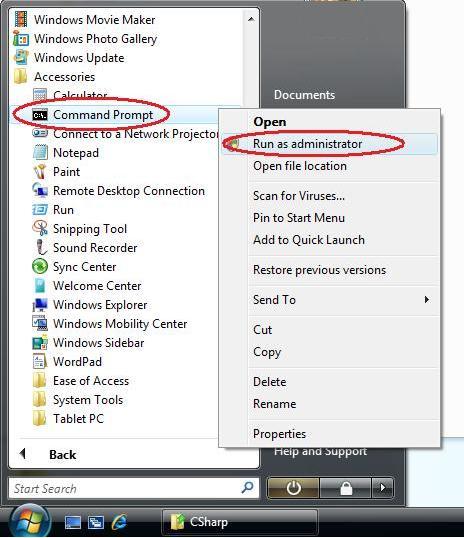 Windows Movie Maker
Windows Photo Gallery
Windows Update
Accessories
Calculator
Command Prompt
Connect to a Network Projector
Notepad
Paint
Remote Desktop Connection
Run
Snipping Tool
Sound Recorder
Sync Center
Welcome Center
Windows Explorer
Windows Mobility Center
Windows Sidebar
WordPad
Ease of Access
System Tools
Tablet PC
Back
Start Search
Documents
Open
Run as administrator
Open file location
Scan for Viruses...
Pin to Start Menu
Add to Quick Launch
Restore previous versions
Send To
Cut
Copy
Delete
Rename
Properties
Help and Support
CSharp